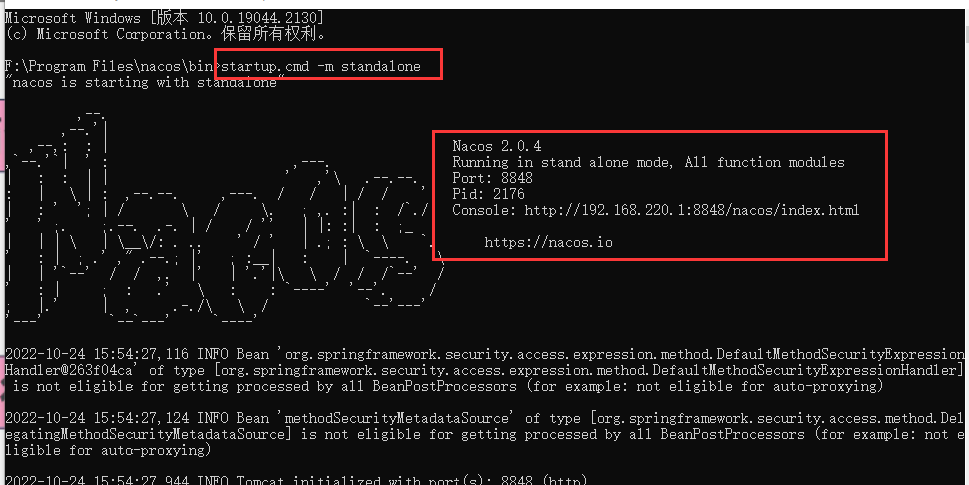 Microsoft Windows [版本 10.0.19044.2130]
(c) Microsoft Corporation。保留所有权利。
F:\Program Files\nacos\bin>startup.cmd -m standalone
"nacos is starting with standalone"
Nacos 2.0.4
Running in stand alone mode, All function modules
Port: 8848
Pid: 2176
Console: http://192.168.220.1:8848/nacos/index.html
https://nacos.io
2022-10-24 15:54:27,116 INFO Bean 'org.springframework.security.access.expression.method.DefaultMethodSecurityExpression
Handler@263f04ca' of type [org.springframework.security.access.expression.method.DefaultMethodSecurityExpressionHandler]
is not eligible for getting processed by all BeanPostProcessors (for example: not eligible for auto-proxying)
2022-10-24 15:54:27,124 INFO Bean 'methodSecurityMetadataSource' of type [org.springframework.security.access.method.Del
egatingMethodSecurityMetadataSource] is not eligible for getting processed by all BeanPostProcessors (for example: not e
ligible for auto-proxying)
2022-10-24 15:54:27,944 INFO Tomcat initialized with port(s): 8848 (http)